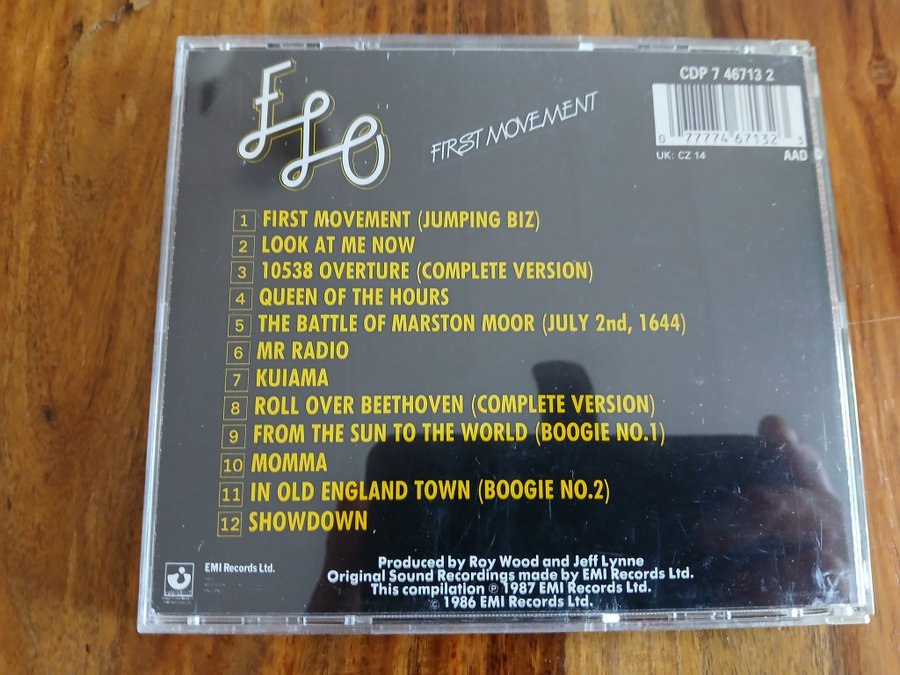 ELO
FIRST MOVEMENT
CDP 7 46713 2
0 77774 67132 3
UK: CZ 14
AAD
1 FIRST MOVEMENT (JUMPING BIZ)
2 LOOK AT ME NOW
3 10538 OVERTURE (COMPLETE VERSION)
4 QUEEN OF THE HOURS
5 THE BATTLE OF MARSTON MOOR (JULY 2nd, 1644)
6 MR RADIO
7 KUIAMA
8 ROLL OVER BEETHOVEN (COMPLETE VERSION)
9 FROM THE SUN TO THE WORLD (BOOGIE NO.1)
10 MOMMA
11 IN OLD ENGLAND TOWN (BOOGIE NO.2)
12 SHOWDOWN
EMI Records Ltd.
Produced by Roy Wood and Jeff Lynne
Original Sound Recordings made by EMI Records Ltd.
This compilation ℗ 1987 EMI Records Ltd.
© 1986 EMI Records Ltd.